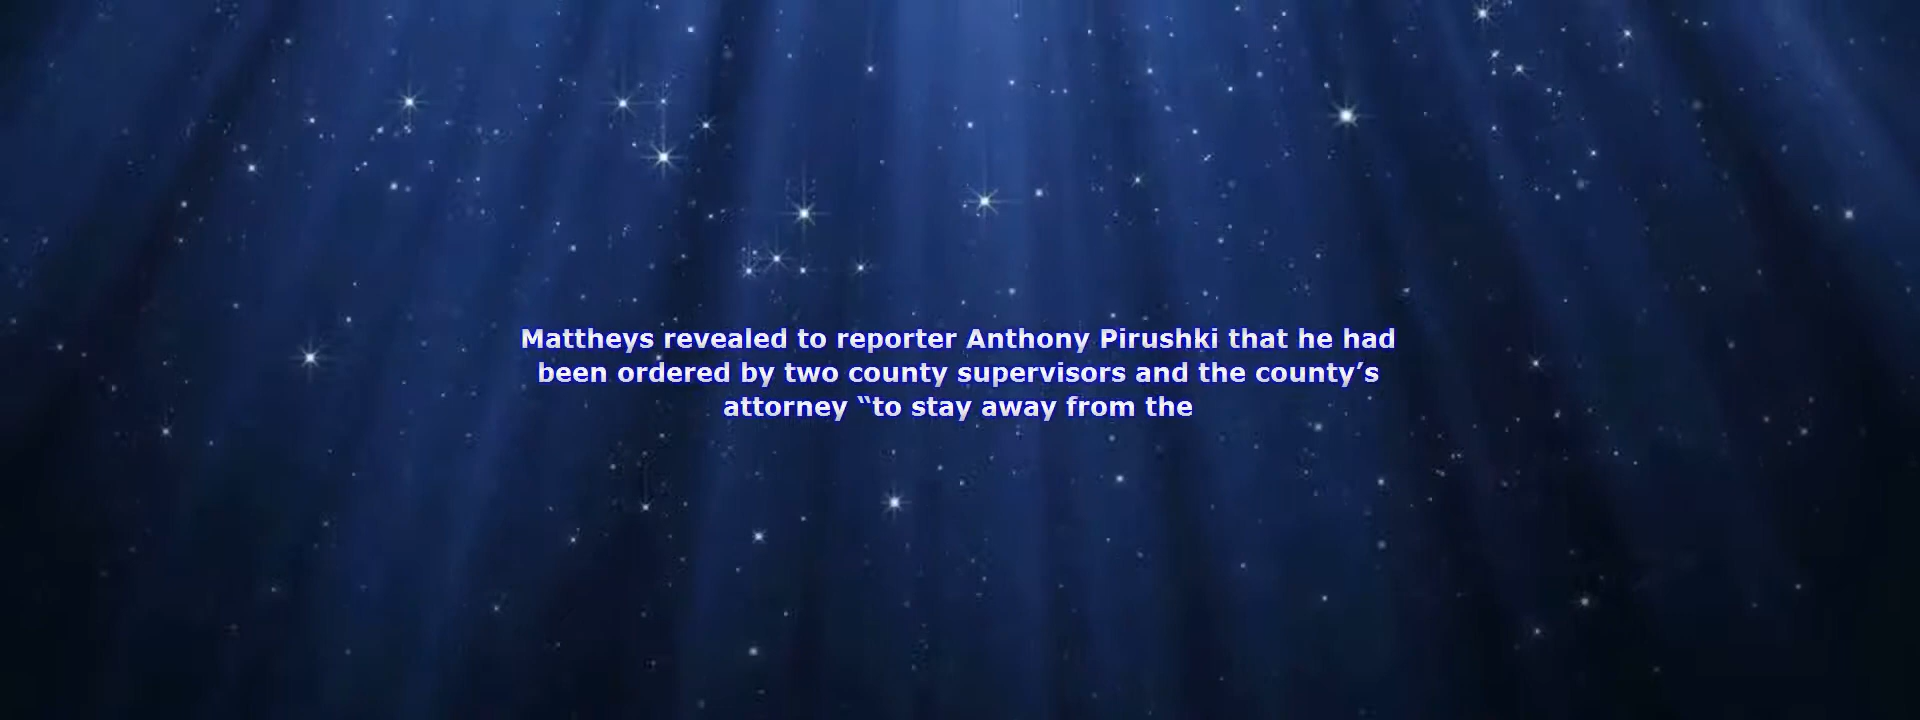 Mattheys revealed to reporter Anthony Pirushki that he had
been ordered by two county supervisors and the county’s
attorney “to stay away from the